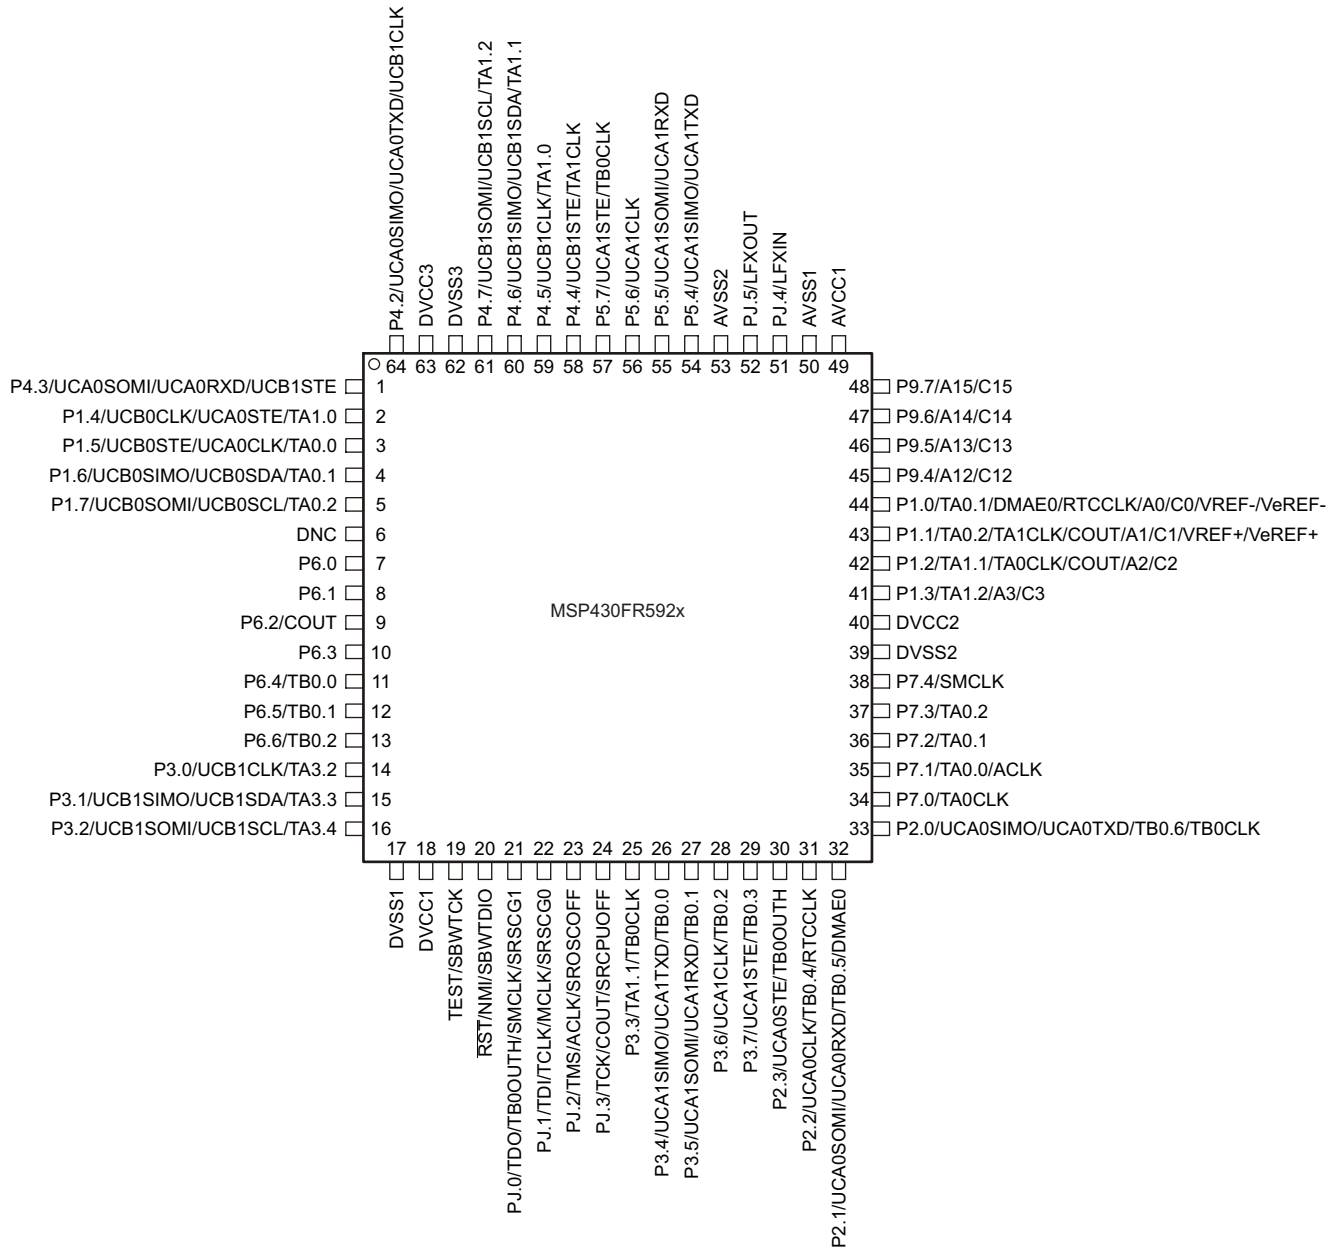 P4.2/UCA0SIMO/UCA0TXD/UCB1CLK
DVCC3
DVSS3
P4.7/UCB1SOMI/UCB1SCL/TA1.2
P4.6/UCB1SIMO/UCB1SDA/TA1.1
P4.5/UCB1CLK/TA1.0
P4.4/UCB1STE/TA1CLK
P5.7/UCA1STE/TB0CLK
P5.6/UCA1CLK
P5.5/UCA1SOMI/UCA1RXD
P5.4/UCA1SIMO/UCA1TXD
AVSS2
PJ.5/LFXOUT
PJ.4/LFXIN
AVSS1
AVCC1
64 63 62 61 60 59 58 57 56 55 54 53 52 51 50 49
P4.3/UCA0SOMI/UCA0RXD/UCB1STE 1
P1.4/UCB0CLK/UCA0STE/TA1.0 2
P1.5/UCB0STE/UCA0CLK/TA0.0 3
P1.6/UCB0SIMO/UCB0SDA/TA0.1 4
P1.7/UCB0SOMI/UCB0SCL/TA0.2 5
DNC 6
P6.0 7
P6.1 8
P6.2/COUT 9
P6.3 10
P6.4/TB0.0 11
P6.5/TB0.1 12
P6.6/TB0.2 13
P3.0/UCB1CLK/TA3.2 14
P3.1/UCB1SIMO/UCB1SDA/TA3.3 15
P3.2/UCB1SOMI/UCB1SCL/TA3.4 16
MSP430FR592x
48 P9.7/A15/C15
47 P9.6/A14/C14
46 P9.5/A13/C13
45 P9.4/A12/C12
44 P1.0/TA0.1/DMAE0/RTCCLK/A0/C0/VREF-/VeREF-
43 P1.1/TA0.2/TA1CLK/COUT/A1/C1/VREF+/VeREF+
42 P1.2/TA1.1/TA0CLK/COUT/A2/C2
41 P1.3/TA1.2/A3/C3
40 DVCC2
39 DVSS2
38 P7.4/SMCLK
37 P7.3/TA0.2
36 P7.2/TA0.1
35 P7.1/TA0.0/ACLK
34 P7.0/TA0CLK
33 P2.0/UCA0SIMO/UCA0TXD/TB0.6/TB0CLK
17 18 19 20 21 22 23 24 25 26 27 28 29 30 31 32
DVSS1
DVCC1
TEST/SBWTCK
RST/NMI/SBWTDIO
PJ.0/TDO/TB0OUTH/SMCLK/SRSCG1
PJ.1/TDI/TCLK/MCLK/SRSCG0
PJ.2/TMS/ACLK/SROSCOFF
PJ.3/TCK/COUT/SRCPUOFF
P3.3/TA1.1/TB0CLK
P3.4/UCA1SIMO/UCA1TXD/TB0.0
P3.5/UCA1SOMI/UCA1RXD/TB0.1
P3.6/UCA1CLK/TB0.2
P3.7/UCA1STE/TB0.3
P2.3/UCA0STE/TB0OUTH
P2.2/UCA0CLK/TB0.4/RTCCLK
P2.1/UCA0SOMI/UCA0RXD/TB0.5/DMAE0